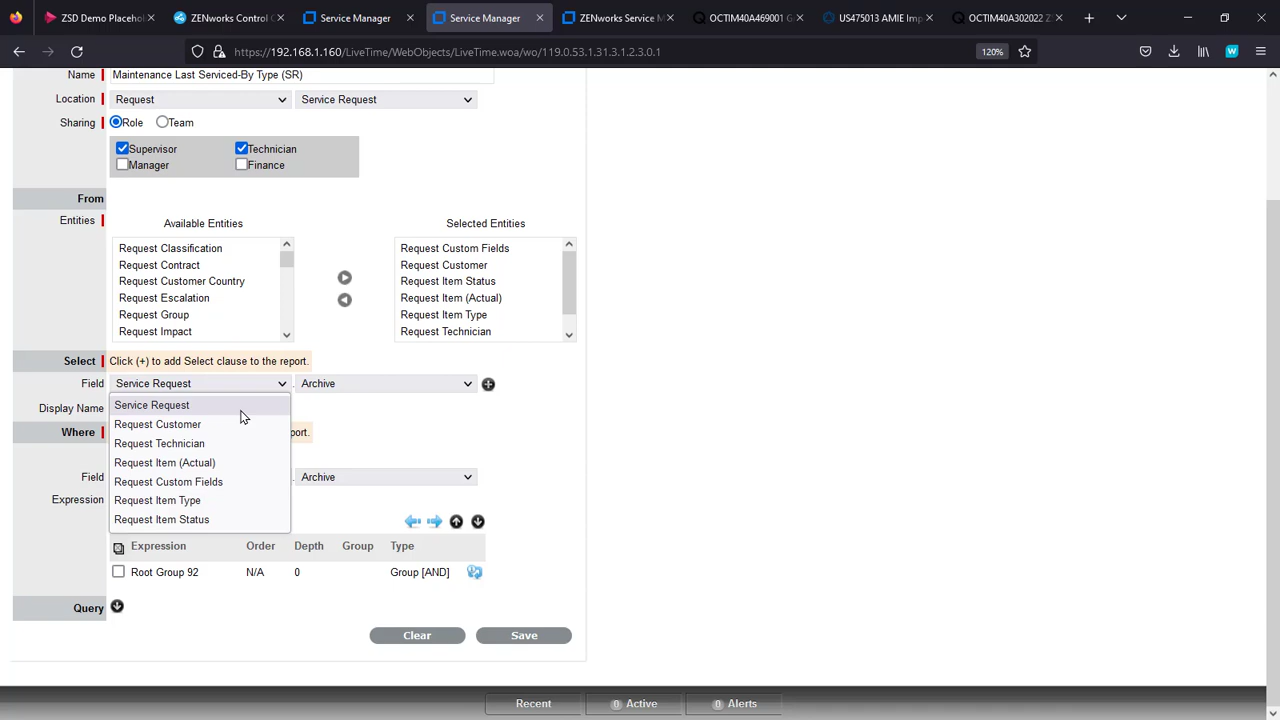 ZSD Demo Placehol
ZENworks Control C
Service Manager
Service Manager
ZENworks Service M
OCTIM40A469001 G
US475013 AMIE Imp
OCTIM40A302022 Z
https://192.168.1.160/LiveTime/WebObjects/LiveTime.woa/wo/119.0.53.1.31.3.1.2.3.0.1
120%
Name
Maintenance Last Serviced-By Type (SR)
Location
Request
Service Request
Sharing
Role
Team
Supervisor
Technician
Manager
Finance
From
Entities
Available Entities
Selected Entities
Request Classification
Request Contract
Request Customer Country
Request Escalation
Request Group
Request Impact
Request Custom Fields
Request Customer
Request Item Status
Request Item (Actual)
Request Item Type
Request Technician
Select
Click (+) to add Select clause to the report.
Field
Service Request
Archive
Display Name
Service Request
Request Customer
Request Technician
Request Item (Actual)
Request Custom Fields
Request Item Type
Request Item Status
Where
port.
Field
Archive
Expression
Expression Order Depth Group Type
Root Group 92 N/A 0 Group [AND]
Query
Clear
Save
Recent
0 Active
0 Alerts